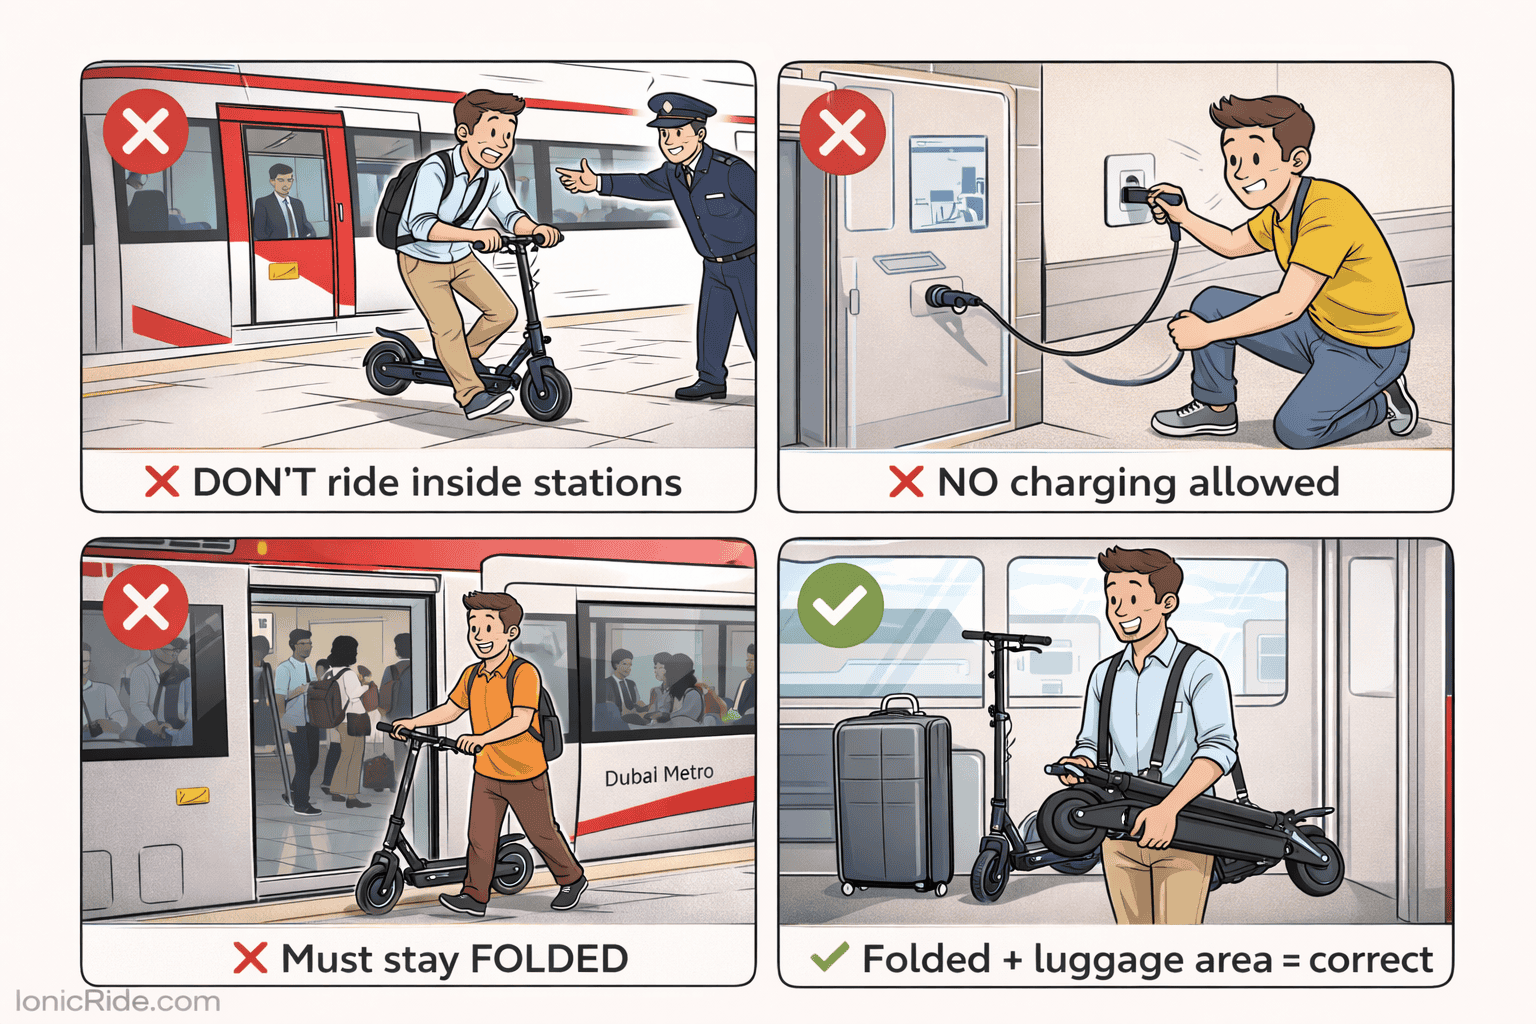 DON'T ride inside stations
NO charging allowed
Dubai Metro
Must stay FOLDED
Folded + luggage area = correct
IonicRide.com